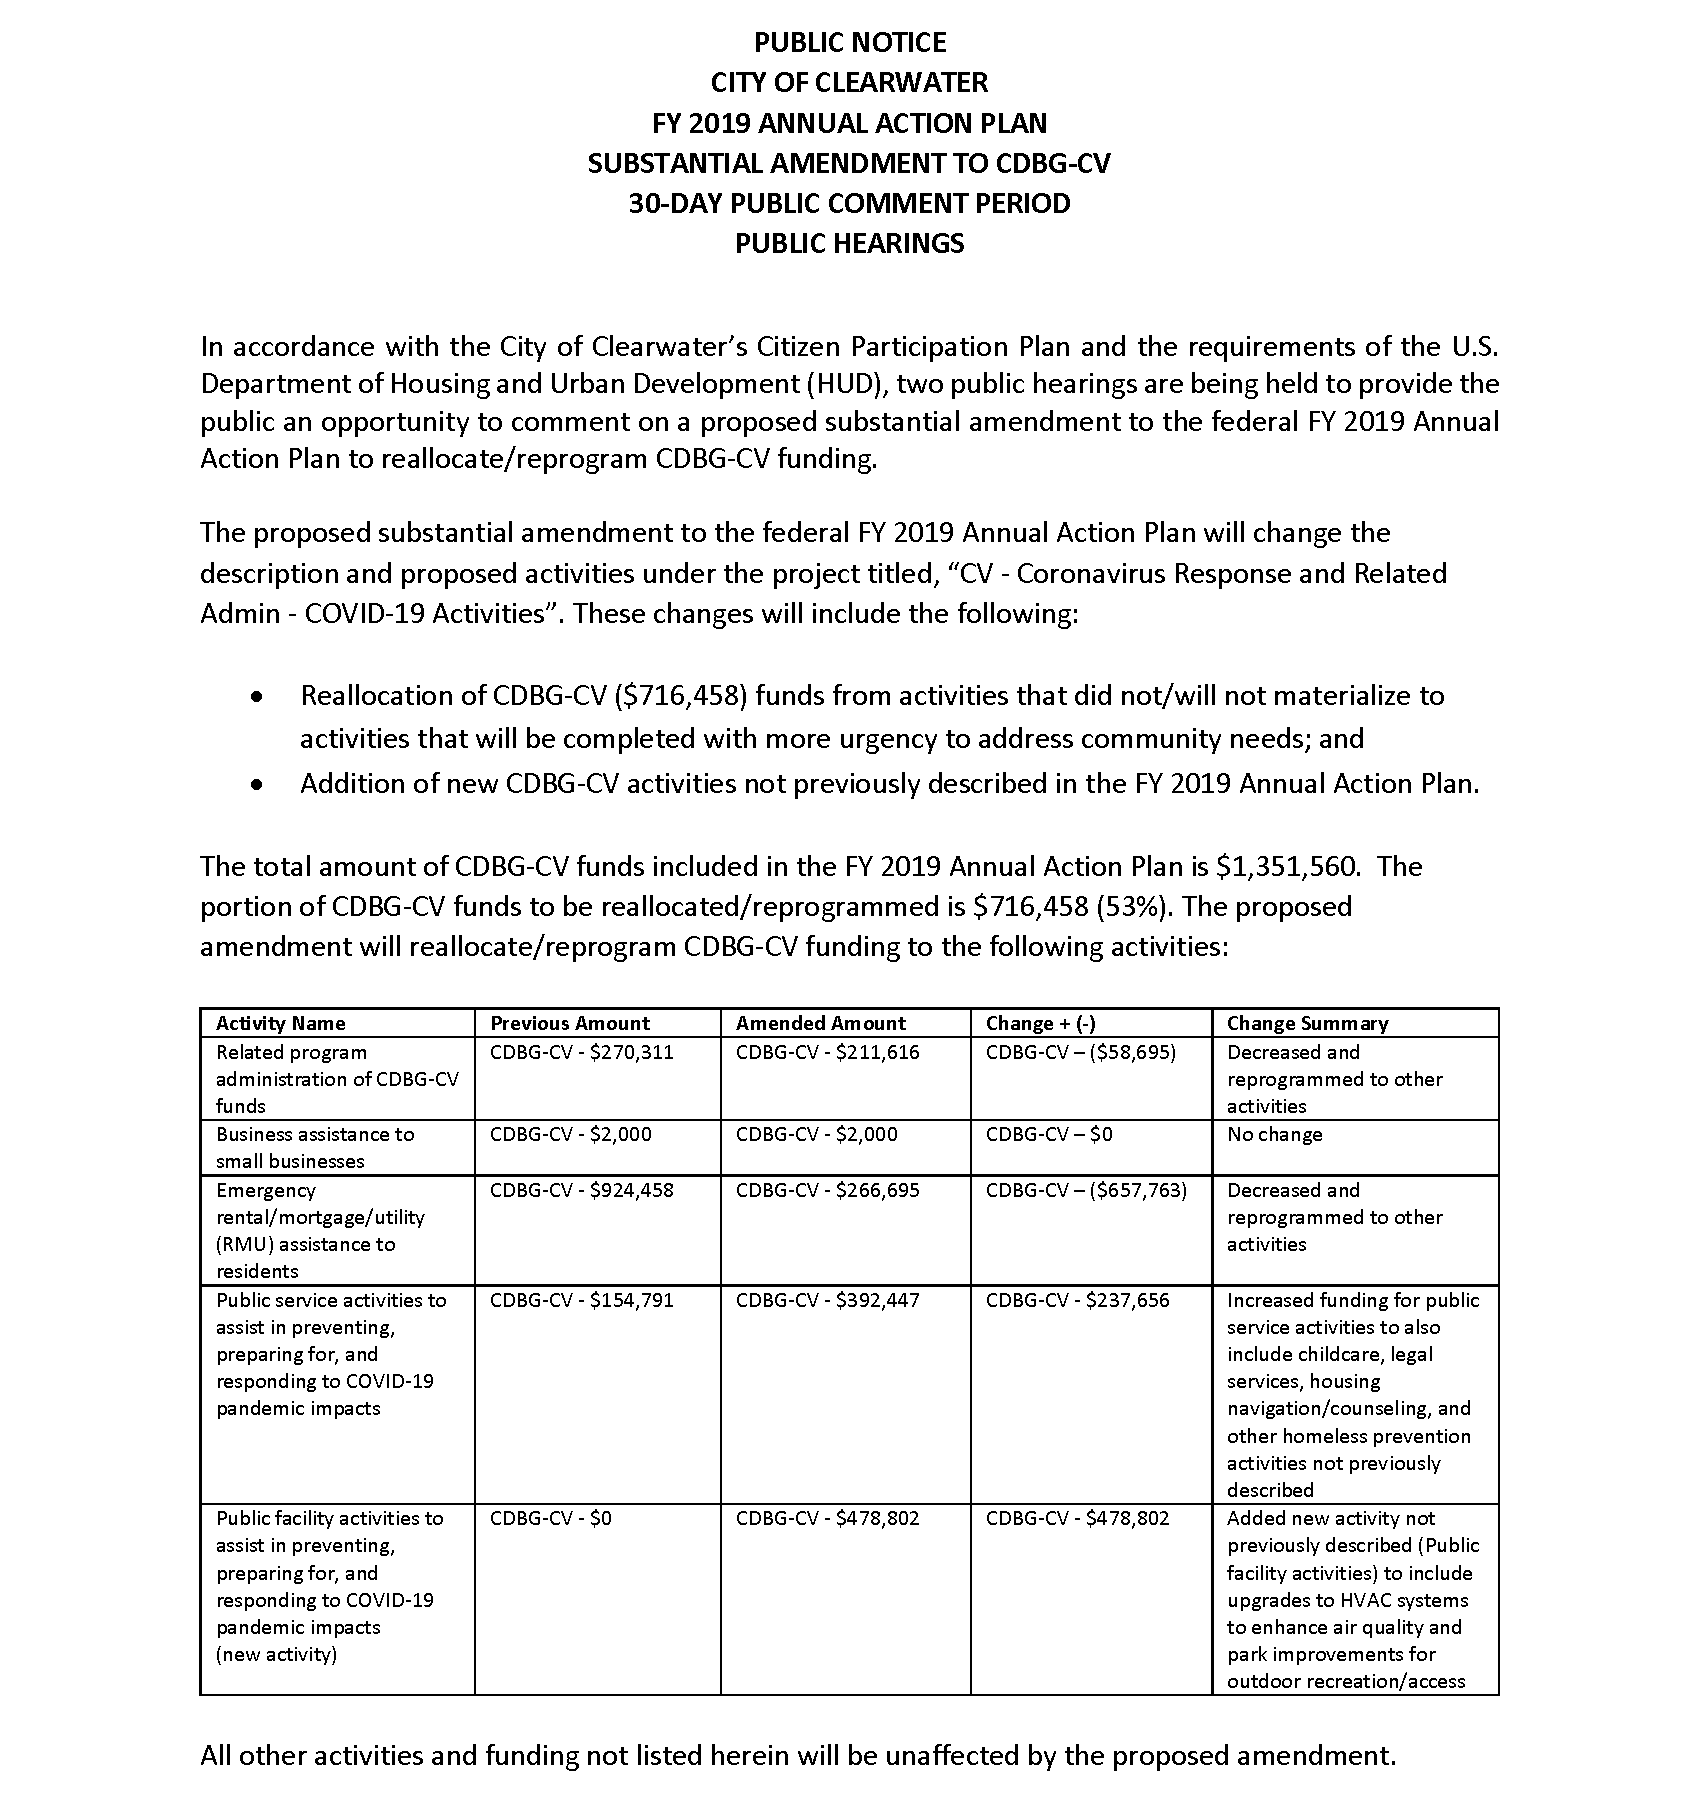 PUBLIC NOTICE
CITY OF CLEARWATER
FY 2019 ANNUAL ACTION PLAN
SUBSTANTIAL AMENDMENT TO CDBG-CV
30-DAY PUBLIC COMMENT PERIOD
PUBLIC HEARINGS
In accordance with the City of Clearwater’s Citizen Participation Plan and the requirements of the U.S.
Department of Housing and Urban Development (HUD), two public hearings are being held to provide the
public an opportunity to comment on a proposed substantial amendment to the federal FY 2019 Annual
Action Plan to reallocate/reprogram CDBG-CV funding.
The proposed substantial amendment to the federal FY 2019 Annual Action Plan will change the
description and proposed activities under the project titled, “CV - Coronavirus Response and Related
Admin - COVID-19 Activities”. These changes will include the following:
• Reallocation of CDBG-CV ($716,458) funds from activities that did not/will not materialize to
activities that will be completed with more urgency to address community needs; and
• Addition of new CDBG-CV activities not previously described in the FY 2019 Annual Action Plan.
The total amount of CDBG-CV funds included in the FY 2019 Annual Action Plan is $1,351,560. The
portion of CDBG-CV funds to be reallocated/reprogrammed is $716,458 (53%). The proposed
amendment will reallocate/reprogram CDBG-CV funding to the following activities:
Activity Name Previous Amount Amended Amount Change + (-) Change Summary
Related program CDBG-CV - $270,311 CDBG-CV - $211,616 CDBG-CV – ($58,695) Decreased and
administration of CDBG-CV reprogrammed to other
funds activities
Business assistance to CDBG-CV - $2,000 CDBG-CV - $2,000 CDBG-CV – $0 No change
small businesses
Emergency CDBG-CV - $924,458 CDBG-CV - $266,695 CDBG-CV – ($657,763) Decreased and
rental/mortgage/utility reprogrammed to other
(RMU) assistance to activities
residents
Public service activities to CDBG-CV - $154,791 CDBG-CV - $392,447 CDBG-CV - $237,656 Increased funding for public
assist in preventing, service activities to also
preparing for, and include childcare, legal
responding to COVID-19 services, housing
pandemic impacts navigation/counseling, and
other homeless prevention
activities not previously
described
Public facility activities to CDBG-CV - $0 CDBG-CV - $478,802 CDBG-CV - $478,802 Added new activity not
assist in preventing, previously described (Public
preparing for, and facility activities) to include
responding to COVID-19 upgrades to HVAC systems
pandemic impacts to enhance air quality and
(new activity) park improvements for
outdoor recreation/access
All other activities and funding not listed herein will be unaffected by the proposed amendment.